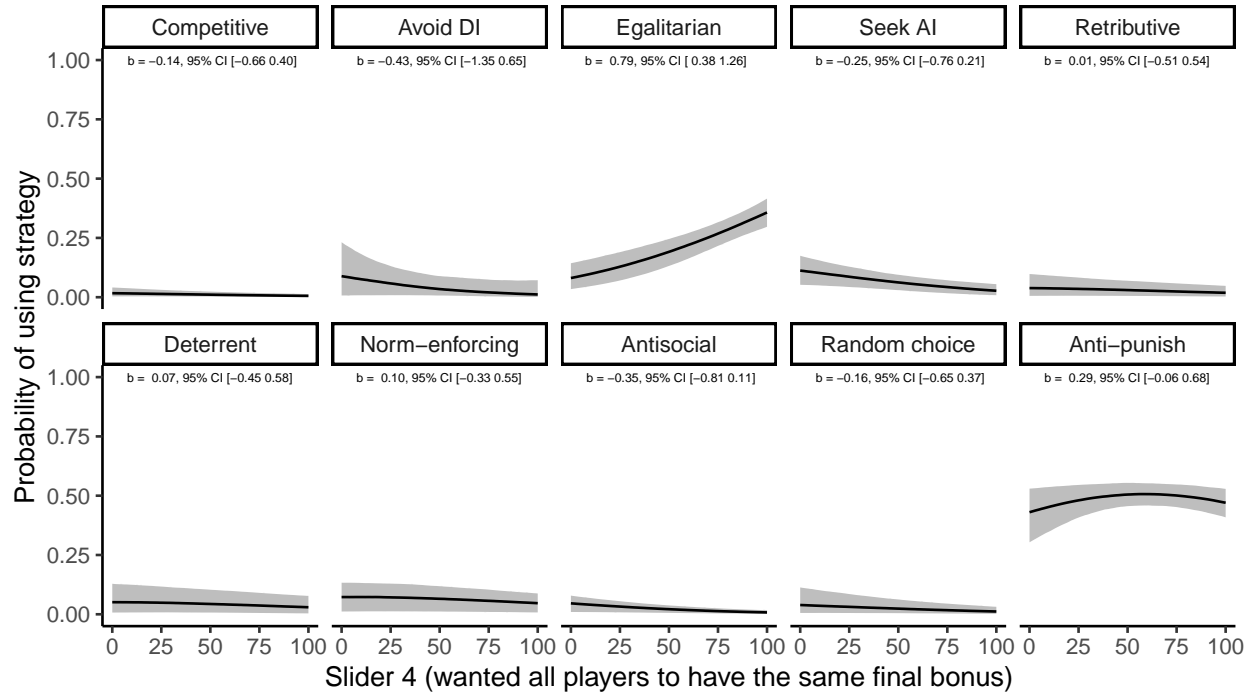 Competitive
Avoid DI
Egalitarian
Seek AI
Retributive
b = −0.14, 95% CI [−0.66 0.40]
b = −0.43, 95% CI [−1.35 0.65]
b = 0.79, 95% CI [ 0.38 1.26]
b = −0.25, 95% CI [−0.76 0.21]
b = 0.01, 95% CI [−0.51 0.54]
1.00
0.75
0.50
0.25
0.00
Deterrent
Norm−enforcing
Antisocial
Random choice
Anti−punish
b = 0.07, 95% CI [−0.45 0.58]
b = 0.10, 95% CI [−0.33 0.55]
b = −0.35, 95% CI [−0.81 0.11]
b = −0.16, 95% CI [−0.65 0.37]
b = 0.29, 95% CI [−0.06 0.68]
1.00
0.75
0.50
0.25
0.00
Probability of using strategy
0 25 50 75 100
0 25 50 75 100
0 25 50 75 100
0 25 50 75 100
0 25 50 75 100
Slider 4 (wanted all players to have the same final bonus)